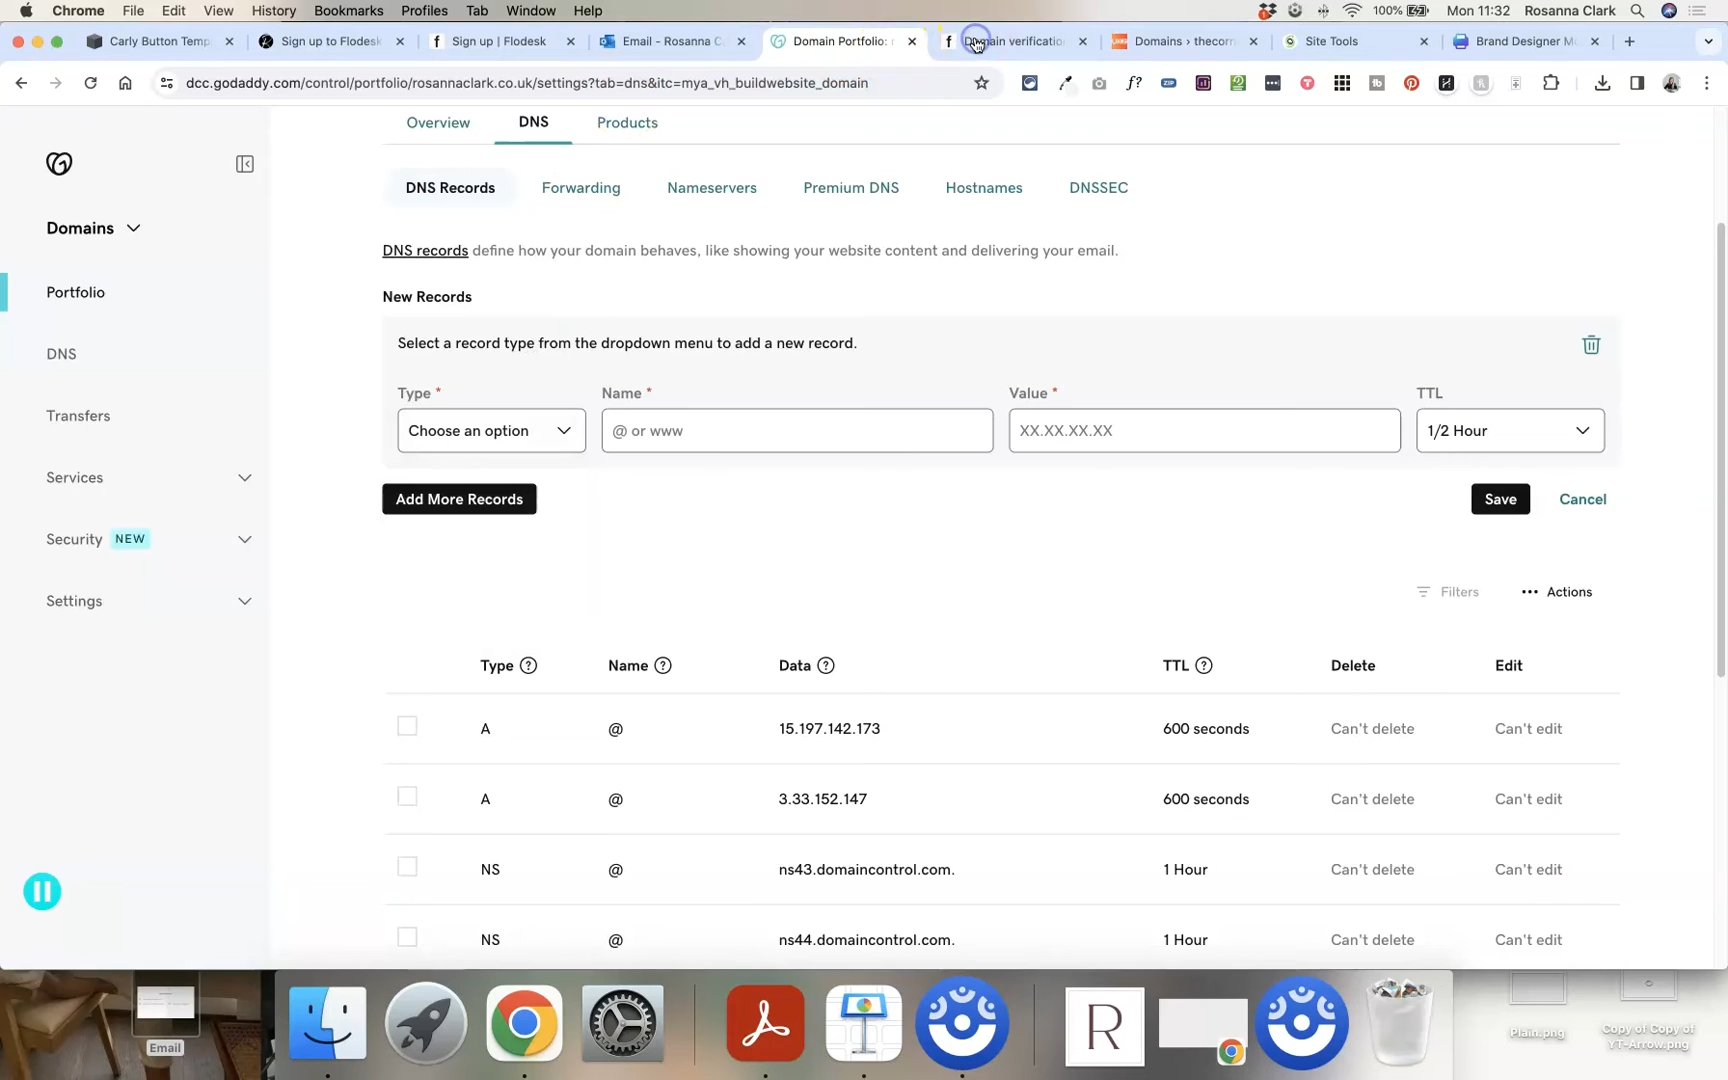 Chrome File Edit View History Bookmarks Profiles Tab Window Help 100% Mon 11:32 Rosanna Clark
Carly Button Temp Sign up to Flodesk Sign up | Flodesk Email - Rosanna C Domain Portfolio: Domain verificatio Domains › thecorn Site Tools Brand Designer M
dcc.godaddy.com/control/portfolio/rosannaclark.co.uk/settings?tab=dns&itc=mya_vh_buildwebsite_domain
Overview DNS Products
DNS Records Forwarding Nameservers Premium DNS Hostnames DNSSEC
Domains
Portfolio
DNS
Transfers
Services
Security NEW
Settings
DNS records define how your domain behaves, like showing your website content and delivering your email.
New Records
Select a record type from the dropdown menu to add a new record.
Type * Name * Value * TTL
Choose an option @ or www XX.XX.XX.XX 1/2 Hour
Add More Records Save Cancel
Filters ••• Actions
Type Name Data TTL Delete Edit
A @ 15.197.142.173 600 seconds Can't delete Can't edit
A @ 3.33.152.147 600 seconds Can't delete Can't edit
NS @ ns43.domaincontrol.com. 1 Hour Can't delete Can't edit
NS @ ns44.domaincontrol.com. 1 Hour Can't delete Can't edit
R
Email
Plain.png
Copy of Copy of
YT-Arrow.png